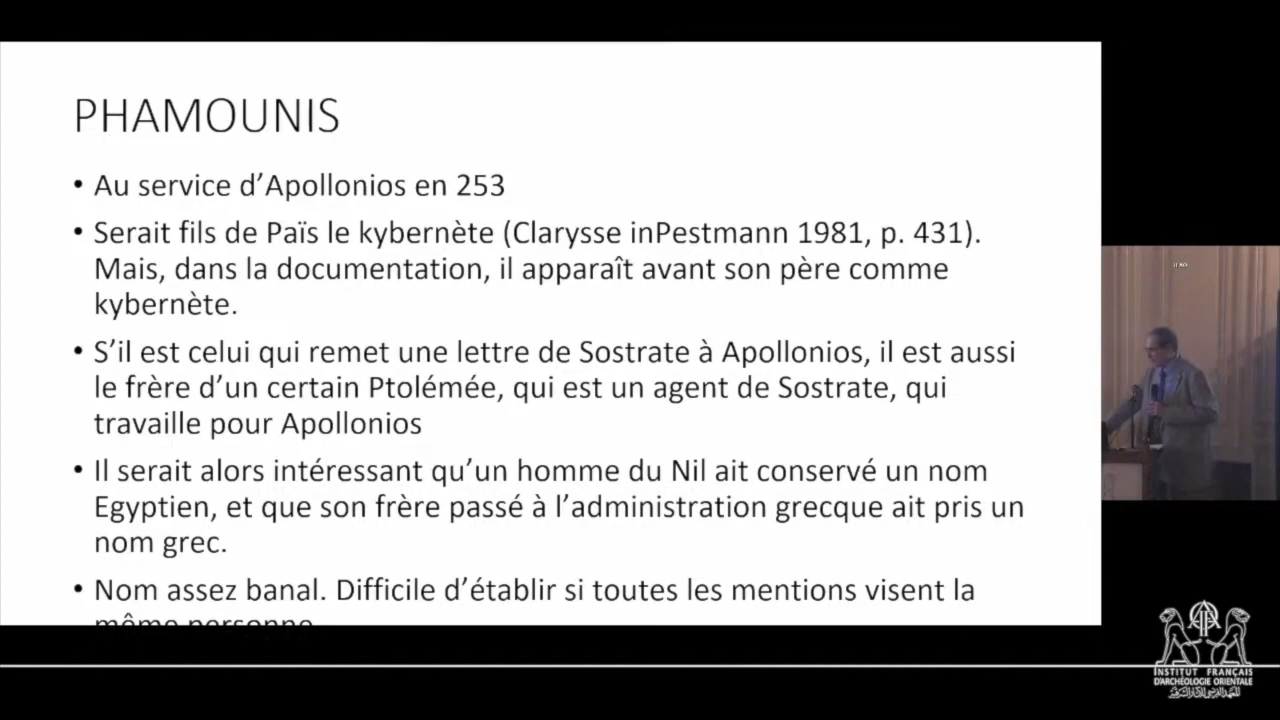 PHAMOUNIS
• Au service d’Apollonios en 253
• Serait fils de Païs le kybernète (Clarysse inPestmann 1981, p. 431).
Mais, dans la documentation, il apparaît avant son père comme
kybernète.
• S’il est celui qui remet une lettre de Sostrate à Apollonios, il est aussi
le frère d’un certain Ptolémée, qui est un agent de Sostrate, qui
travaille pour Apollonios
• Il serait alors intéressant qu’un homme du Nil ait conservé un nom
Egyptien, et que son frère passé à l’administration grecque ait pris un
nom grec.
• Nom assez banal. Difficile d’établir si toutes les mentions visent la
même personne
INSTITUT FRANÇAIS
D’ARCHÉOLOGIE ORIENTALE